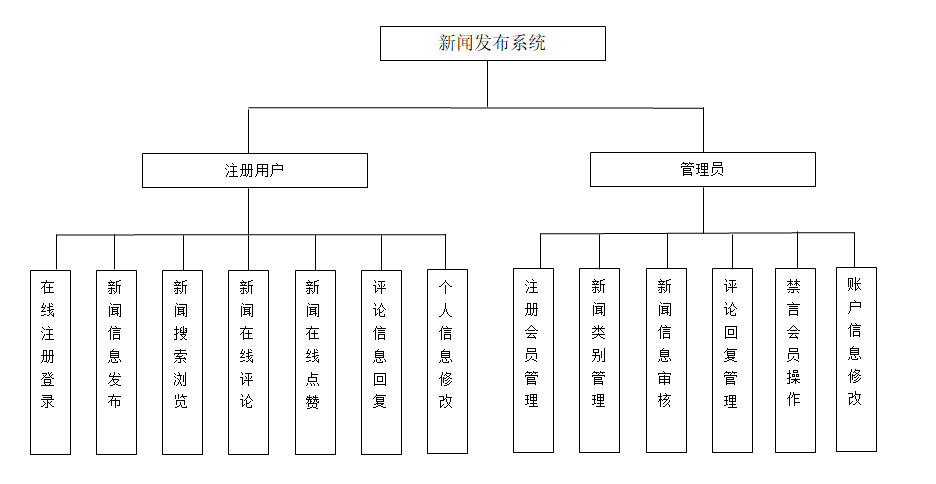 新闻发布系统
注册用户
管理员
在线注册登录
新闻信息发布
新闻搜索浏览
新闻在线评论
新闻在线点赞
评论信息回复
个人信息修改
注册会员管理
新闻类别管理
新闻信息审核
评论回复管理
禁言会员操作
账户信息修改